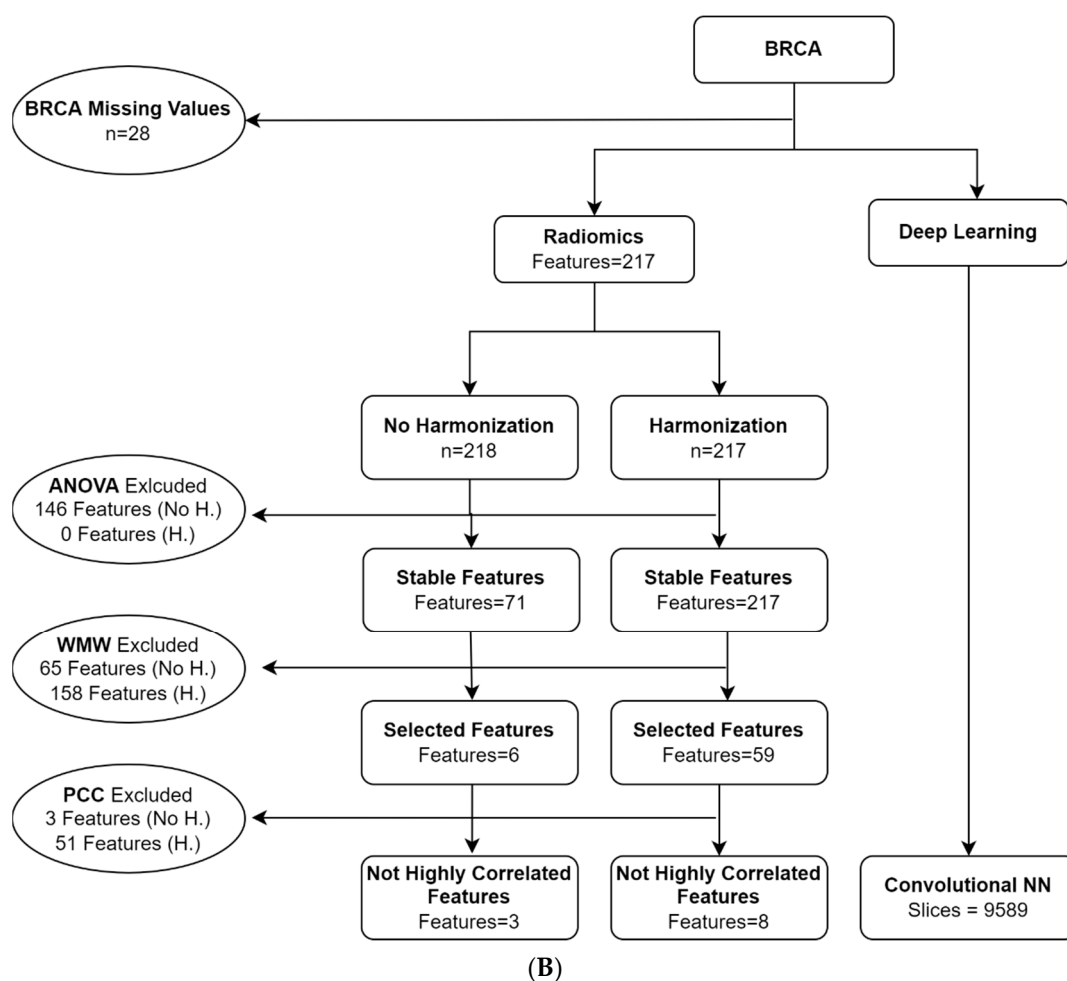 BRCA
BRCA Missing Values
n=28
Radiomics
Features=217
Deep Learning
No Harmonization
n=218
Harmonization
n=217
ANOVA Exlcuded
146 Features (No H.)
0 Features (H.)
Stable Features
Features=71
Stable Features
Features=217
WMW Excluded
65 Features (No H.)
158 Features (H.)
Selected Features
Features=6
Selected Features
Features=59
PCC Excluded
3 Features (No H.)
51 Features (H.)
Not Highly Correlated
Features
Features=3
Not Highly Correlated
Features
Features=8
Convolutional NN
Slices = 9589
(B)